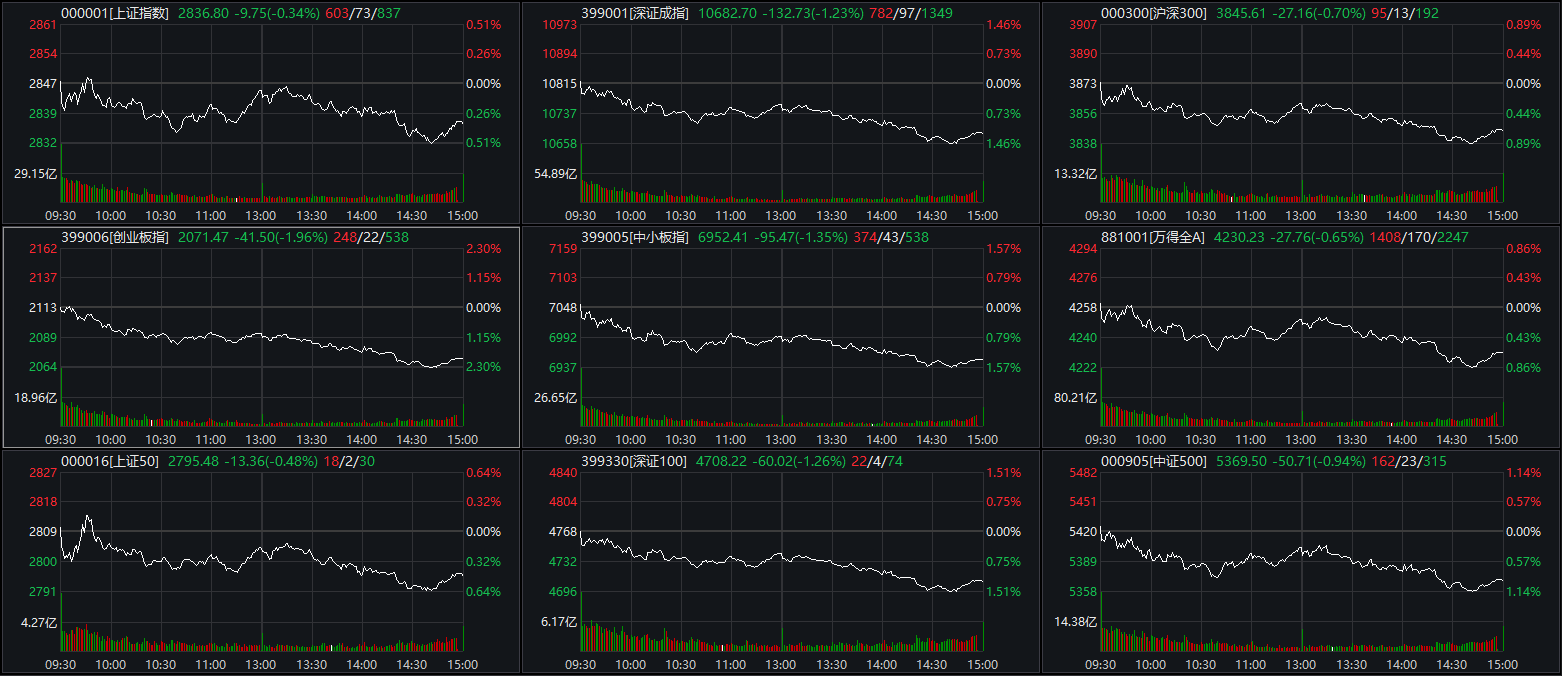 000001[上证指数] 2836.80 -9.75(-0.34%) 603/73/837
2861 0.51%
2854 0.26%
2847 0.00%
2839 0.26%
2832 0.51%
29.15亿
09:30 10:00 10:30 11:00 13:00 13:30 14:00 14:30 15:00
399001[深证成指] 10682.70 -132.73(-1.23%) 782/97/1349
10973 1.46%
10894 0.73%
10815 0.00%
10737 0.73%
10658 1.46%
54.89亿
09:30 10:00 10:30 11:00 13:00 13:30 14:00 14:30 15:00
000300[沪深300] 3845.61 -27.16(-0.70%) 95/13/192
3907 0.89%
3890 0.44%
3873 0.00%
3856 0.44%
3838 0.89%
13.32亿
09:30 10:00 10:30 11:00 13:00 13:30 14:00 14:30 15:00
399006[创业板指] 2071.47 -41.50(-1.96%) 248/22/538
2162 2.30%
2137 1.15%
2113 0.00%
2089 1.15%
2064 2.30%
18.96亿
09:30 10:00 10:30 11:00 13:00 13:30 14:00 14:30 15:00
399005[中小板指] 6952.41 -95.47(-1.35%) 374/43/538
7159 1.57%
7103 0.79%
7048 0.00%
6992 0.79%
6937 1.57%
26.65亿
09:30 10:00 10:30 11:00 13:00 13:30 14:00 14:30 15:00
881001[万得全A] 4230.23 -27.76(-0.65%) 1408/170/2247
4294 0.86%
4276 0.43%
4258 0.00%
4240 0.43%
4222 0.86%
80.21亿
09:30 10:00 10:30 11:00 13:00 13:30 14:00 14:30 15:00
000016[上证50] 2795.48 -13.36(-0.48%) 18/2/30
2827 0.64%
2818 0.32%
2809 0.00%
2800 0.32%
2791 0.64%
4.27亿
09:30 10:00 10:30 11:00 13:00 13:30 14:00 14:30 15:00
399330[深证100] 4708.22 -60.02(-1.26%) 22/4/74
4840 1.51%
4804 0.75%
4768 0.00%
4732 0.75%
4696 1.51%
6.17亿
09:30 10:00 10:30 11:00 13:00 13:30 14:00 14:30 15:00
000905[中证500] 5369.50 -50.71(-0.94%) 162/23/315
5482 1.14%
5451 0.57%
5420 0.00%
5389 0.57%
5358 1.14%
14.38亿
09:30 10:00 10:30 11:00 13:00 13:30 14:00 14:30 15:00